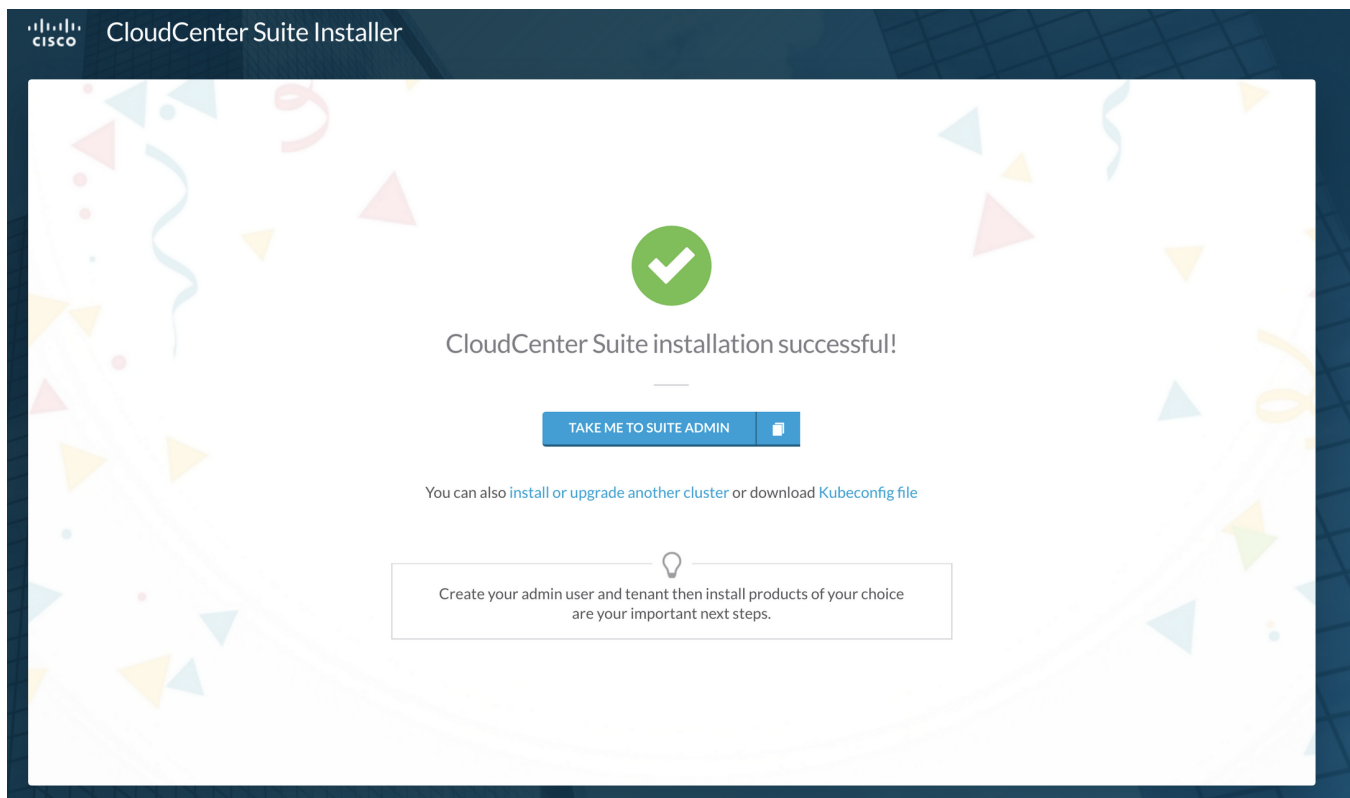 CISCO CloudCenter Suite Installer
CloudCenter Suite installation successful!
TAKE ME TO SUITE ADMIN
You can also install or upgrade another cluster or download Kubeconfig file
Create your admin user and tenant then install products of your choice
are your important next steps.